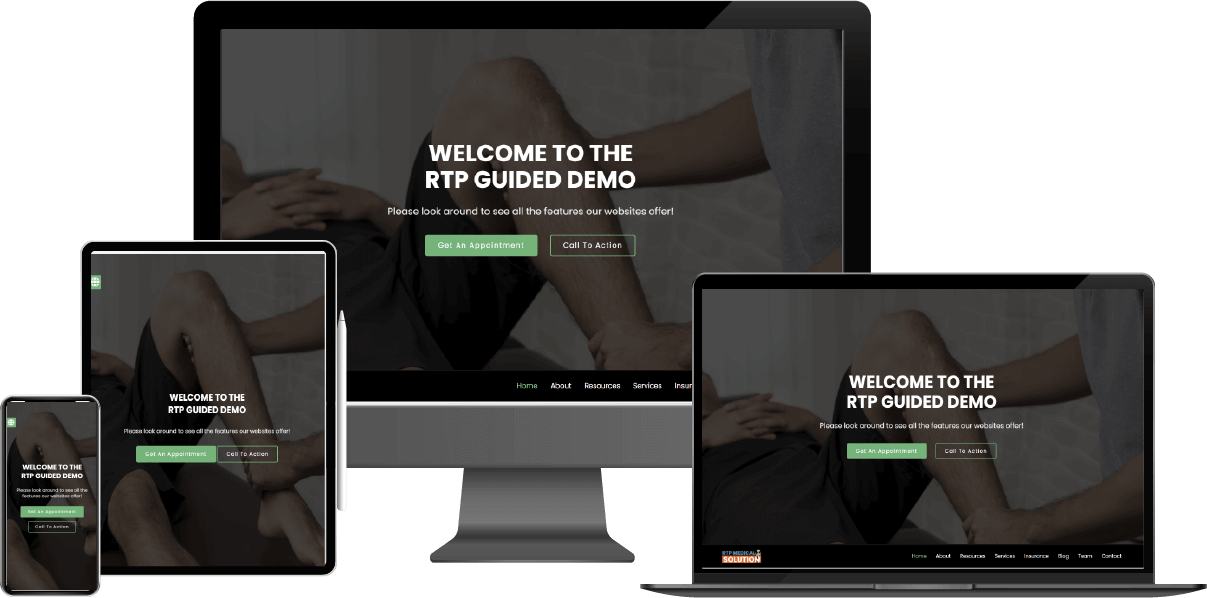 WELCOME TO THE
RTP GUIDED DEMO
Please look around to see all the features our websites offer!
Get An Appointment
Call To Action
Home About Resources Services Insur
WELCOME TO THE
RTP GUIDED DEMO
Please look around to see all the features our websites offer!
Get An Appointment
Call To Action
WELCOME TO THE
RTP GUIDED DEMO
Please look around to see all the
features our websites offer!
Get An Appointment
Call To Action
WELCOME TO THE
RTP GUIDED DEMO
Please look around to see all the features our websites offer!
Get An Appointment
Call To Action
RTP MEDICAL
SOLUTION
Home About Resources Services Insurance Blog Team Contact